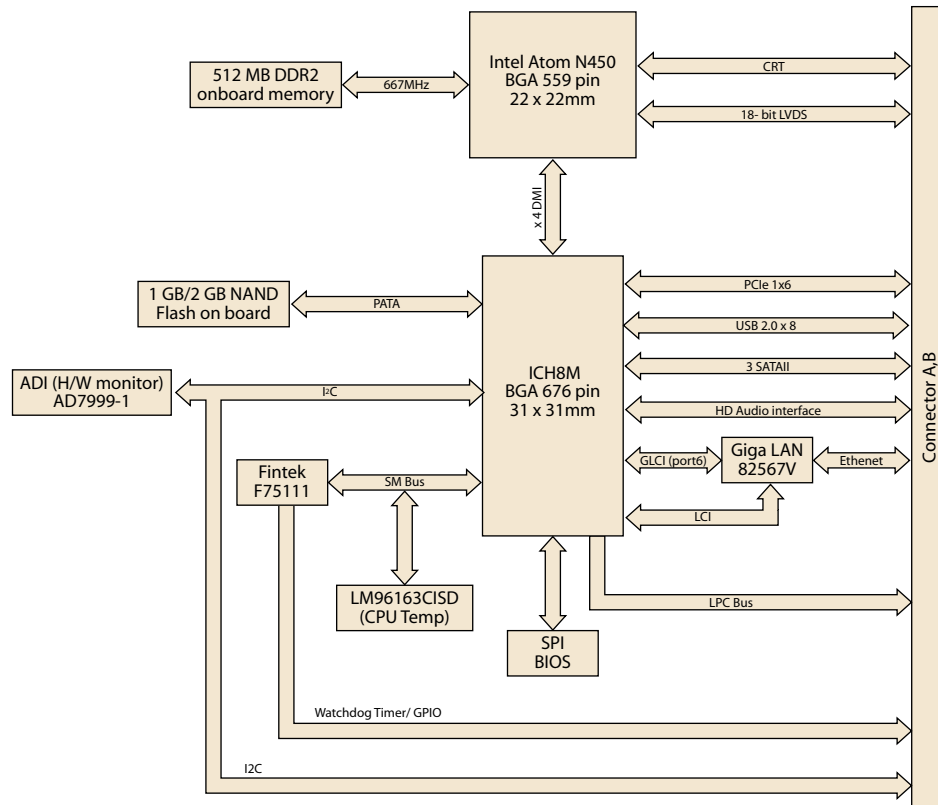 Intel Atom N450
BGA 559 pin
22 x 22mm
512 MB DDR2
onboard memory
667MHz
CRT
18- bit LVDS
x 4 DMI
1 GB/2 GB NAND
Flash on board
PATA
ICH8M
BGA 676 pin
31 x 31mm
PCIe 1x6
USB 2.0 x 8
3 SATAII
HD Audio interface
ADI (H/W monitor)
AD7999-1
I²C
Fintek
F75111
SM Bus
GLCI (port6)
Giga LAN
82567V
Ethenet
LCI
LM96163CISD
(CPU Temp)
SPI
BIOS
LPC Bus
Watchdog Timer/ GPIO
I2C
Connector A,B